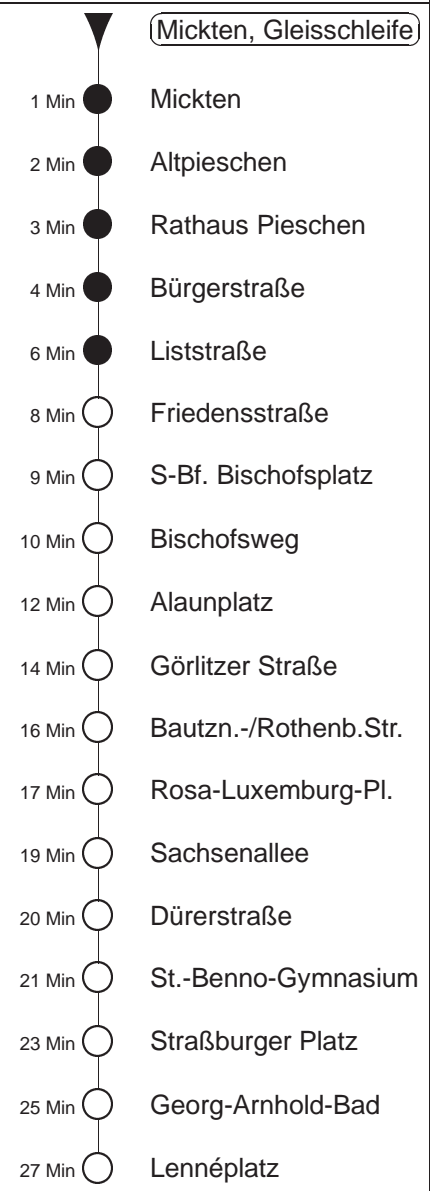 Mickten, Gleisschleife
1 Min Mickten
2 Min Altpieschen
3 Min Rathaus Pieschen
4 Min Bürgerstraße
6 Min Liststraße
8 Min Friedensstraße
9 Min S-Bf. Bischofsplatz
10 Min Bischofsweg
12 Min Alaunplatz
14 Min Görlitzer Straße
16 Min Bautzn.-/Rothenb.Str.
17 Min Rosa-Luxemburg-Pl.
19 Min Sachsenallee
20 Min Dürerstraße
21 Min St.-Benno-Gymnasium
23 Min Straßburger Platz
25 Min Georg-Arnhold-Bad
27 Min Lennéplatz